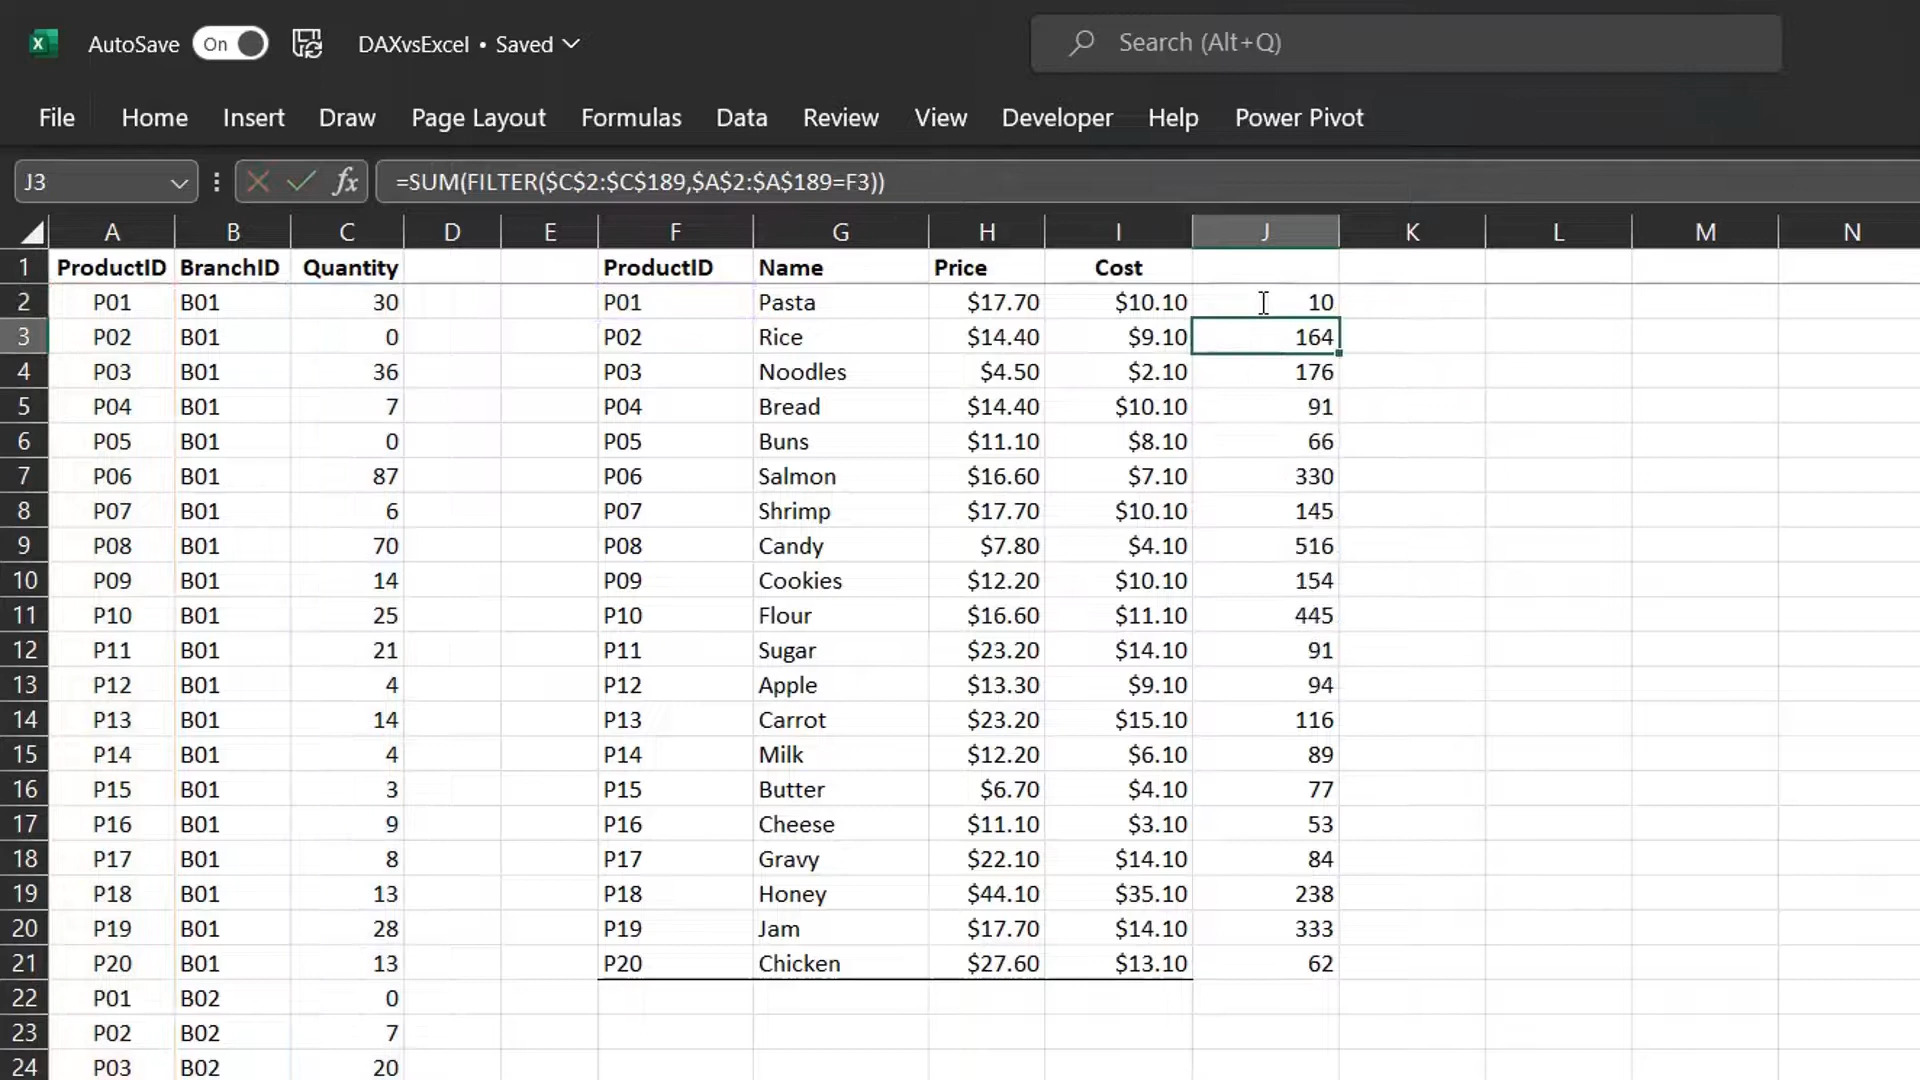 AutoSave On DAXvsExcel • Saved Search (Alt+Q)
File Home Insert Draw Page Layout Formulas Data Review View Developer Help Power Pivot
J3 fx =SUM(FILTER($C$2:$C$189,$A$2:$A$189=F3))
A B C D E F G H I J K L M N
1 ProductID BranchID Quantity ProductID Name Price Cost
2 P01 B01 30 P01 Pasta $17.70 $10.10 10
3 P02 B01 0 P02 Rice $14.40 $9.10 164
4 P03 B01 36 P03 Noodles $4.50 $2.10 176
5 P04 B01 7 P04 Bread $14.40 $10.10 91
6 P05 B01 0 P05 Buns $11.10 $8.10 66
7 P06 B01 87 P06 Salmon $16.60 $7.10 330
8 P07 B01 6 P07 Shrimp $17.70 $10.10 145
9 P08 B01 70 P08 Candy $7.80 $4.10 516
10 P09 B01 14 P09 Cookies $12.20 $10.10 154
11 P10 B01 25 P10 Flour $16.60 $11.10 445
12 P11 B01 21 P11 Sugar $23.20 $14.10 91
13 P12 B01 4 P12 Apple $13.30 $9.10 94
14 P13 B01 14 P13 Carrot $23.20 $15.10 116
15 P14 B01 4 P14 Milk $12.20 $6.10 89
16 P15 B01 3 P15 Butter $6.70 $4.10 77
17 P16 B01 9 P16 Cheese $11.10 $3.10 53
18 P17 B01 8 P17 Gravy $22.10 $14.10 84
19 P18 B01 13 P18 Honey $44.10 $35.10 238
20 P19 B01 28 P19 Jam $17.70 $14.10 333
21 P20 B01 13 P20 Chicken $27.60 $13.10 62
22 P01 B02 0
23 P02 B02 7
24 P03 B02 20